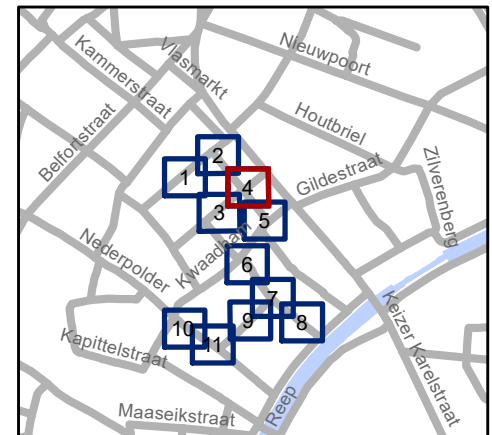 Nieuwpoort
Vlasmarkt
Kammerstraat
Houtbriel
Belfortstraat
Gildestraat
Zilverenberg
2
1
4
3
5
Kwaadham
Nederpolder
6
7
9
8
10
11
Kapittelstraat
Keizer Karelstraat
Maaseikstraat
Reep